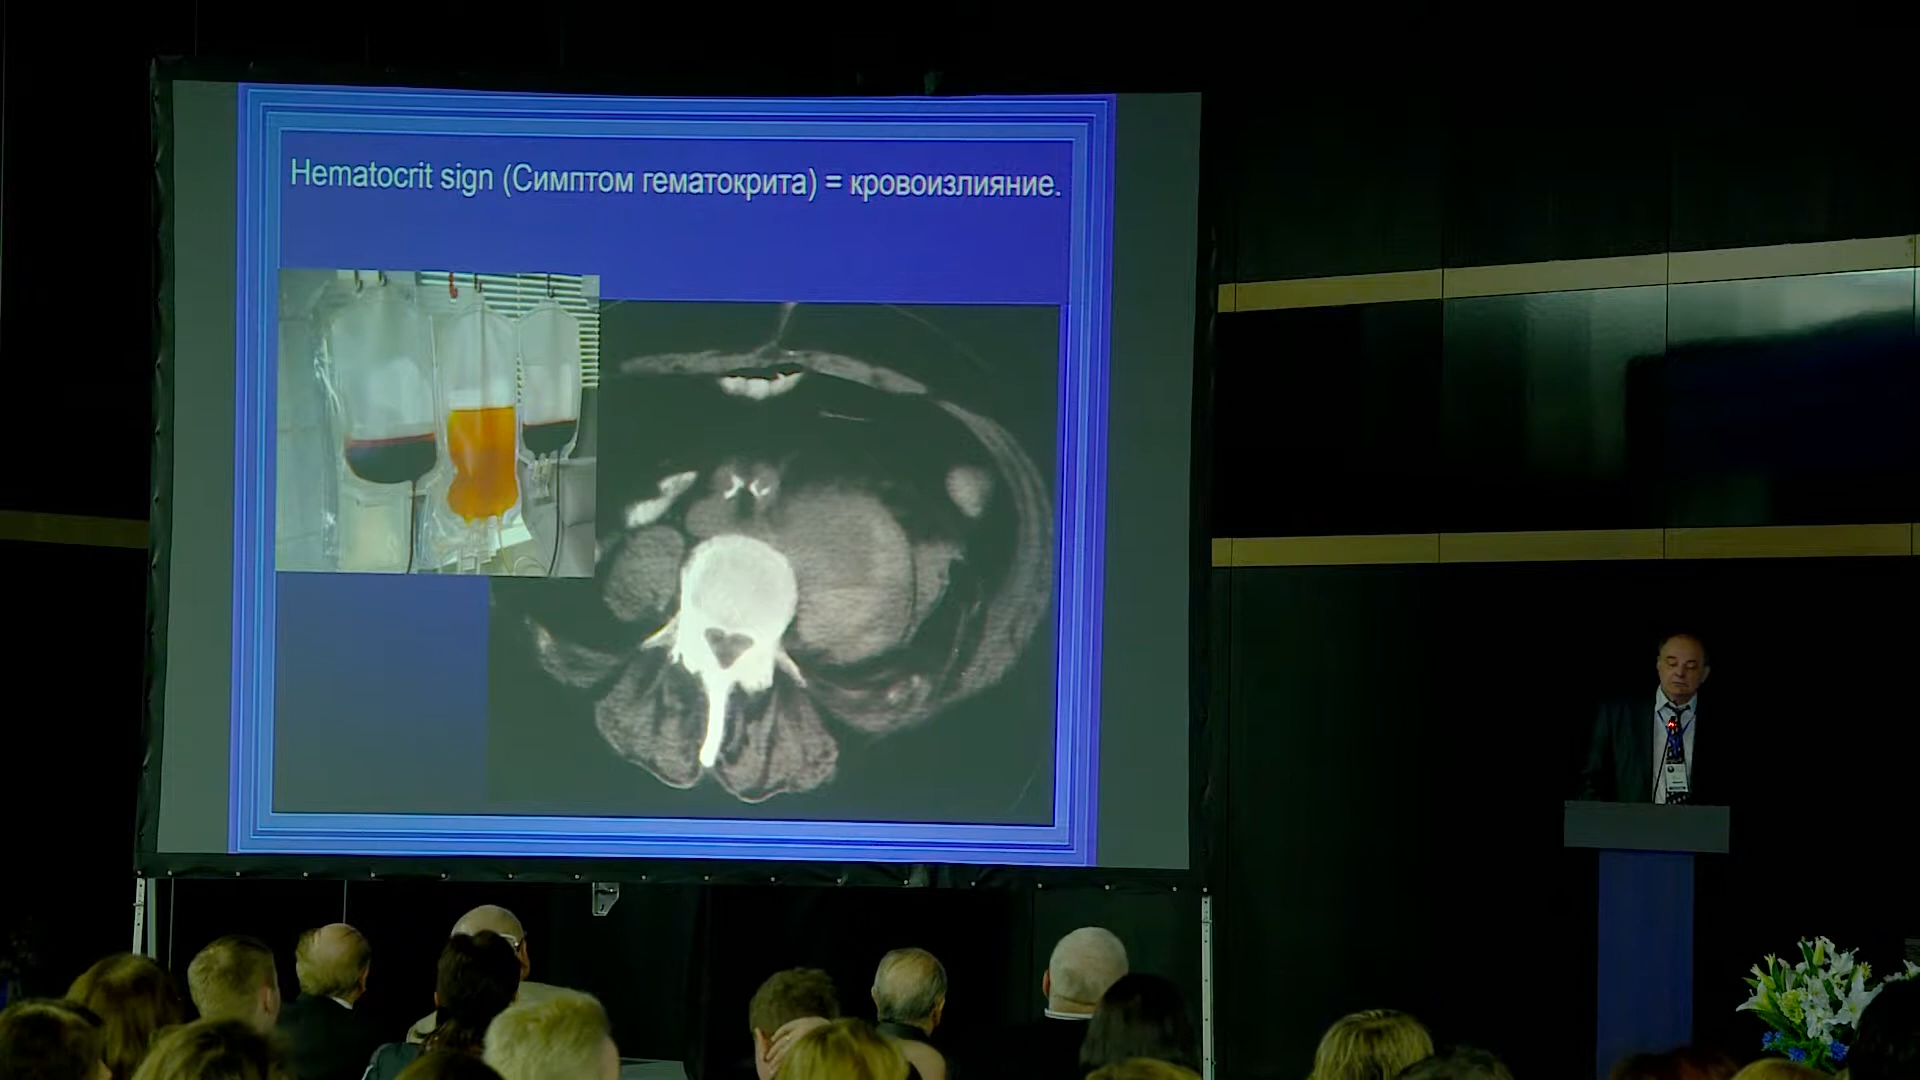 Hematocrit sign (Симптом гематокрита) = кровоизлияние.